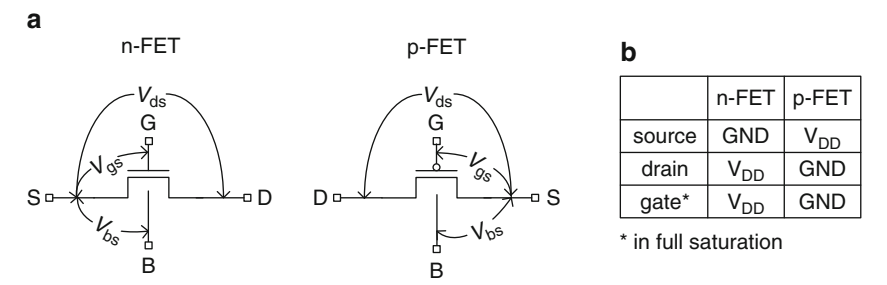 a
n-FET
V_ds
G
V_gs
S
D
V_bs
B
p-FET
V_ds
G
V_gs
D
S
V_bs
B
b
n-FET p-FET
source GND V_DD
drain V_DD GND
gate* V_DD GND
* in full saturation